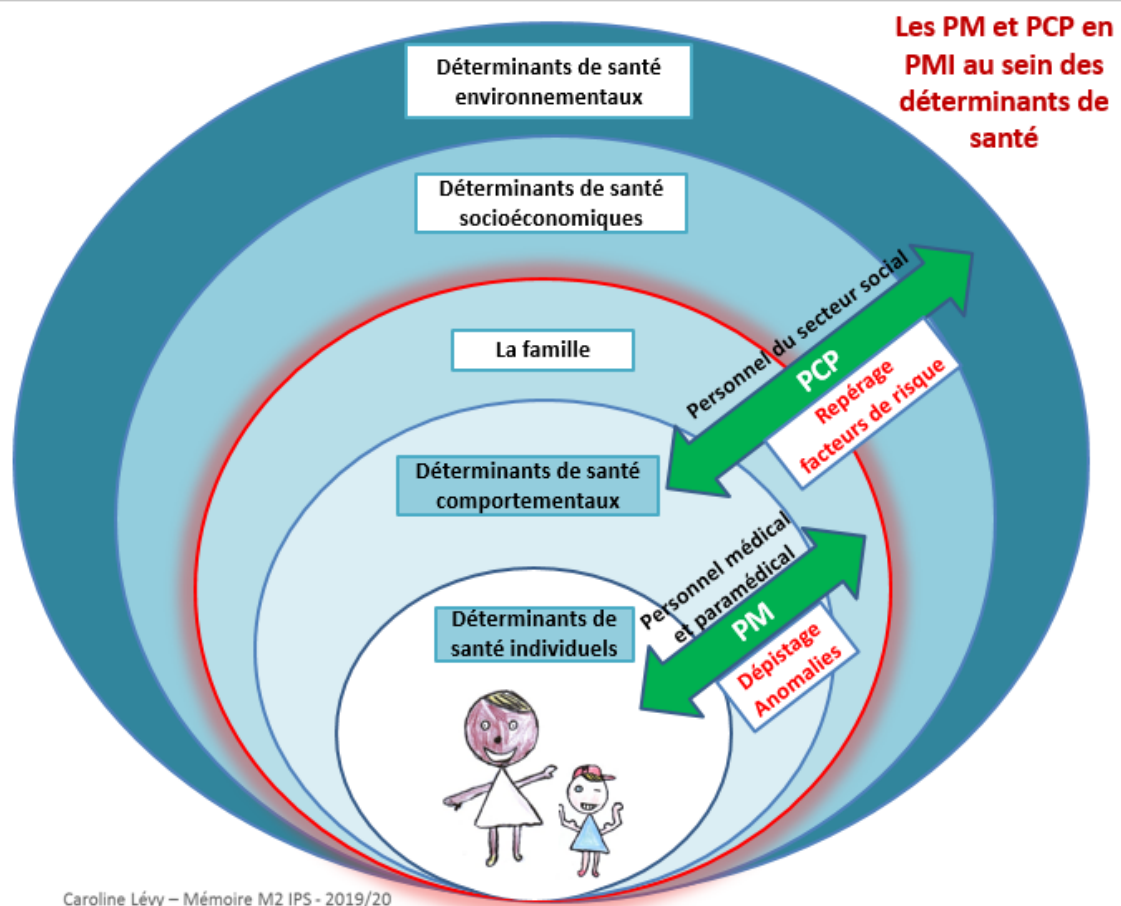 Les PM et PCP en
PMI au sein des
déterminants de
santé
Déterminants de santé
environnementaux
Déterminants de santé
socioéconomiques
La famille
Personnel du secteur social
PCP
Repérage
facteurs de risque
Déterminants de santé
comportementaux
Personnel médical
et paramédical
PM
Dépistage
Anomalies
Déterminants de
santé individuels
Caroline Lévy – Mémoire M2 IPS - 2019/20